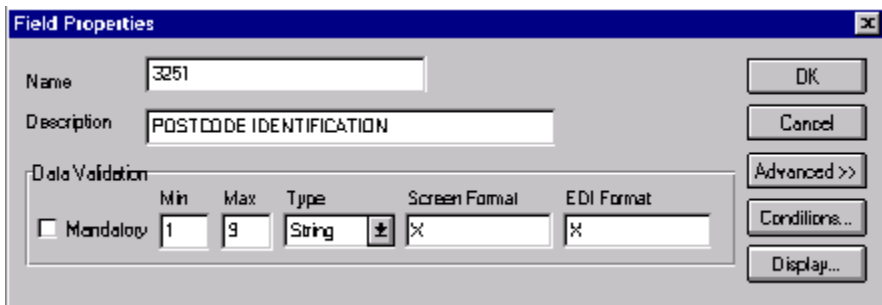 Field Properties
Name
3251
OK
Description
POSTCODE IDENTIFICATION
Cancel
Data Validation
Advanced >>
Min Max Type Screen Format EDI Format
Mandatory 1 9 String X X
Conditions...
Display...